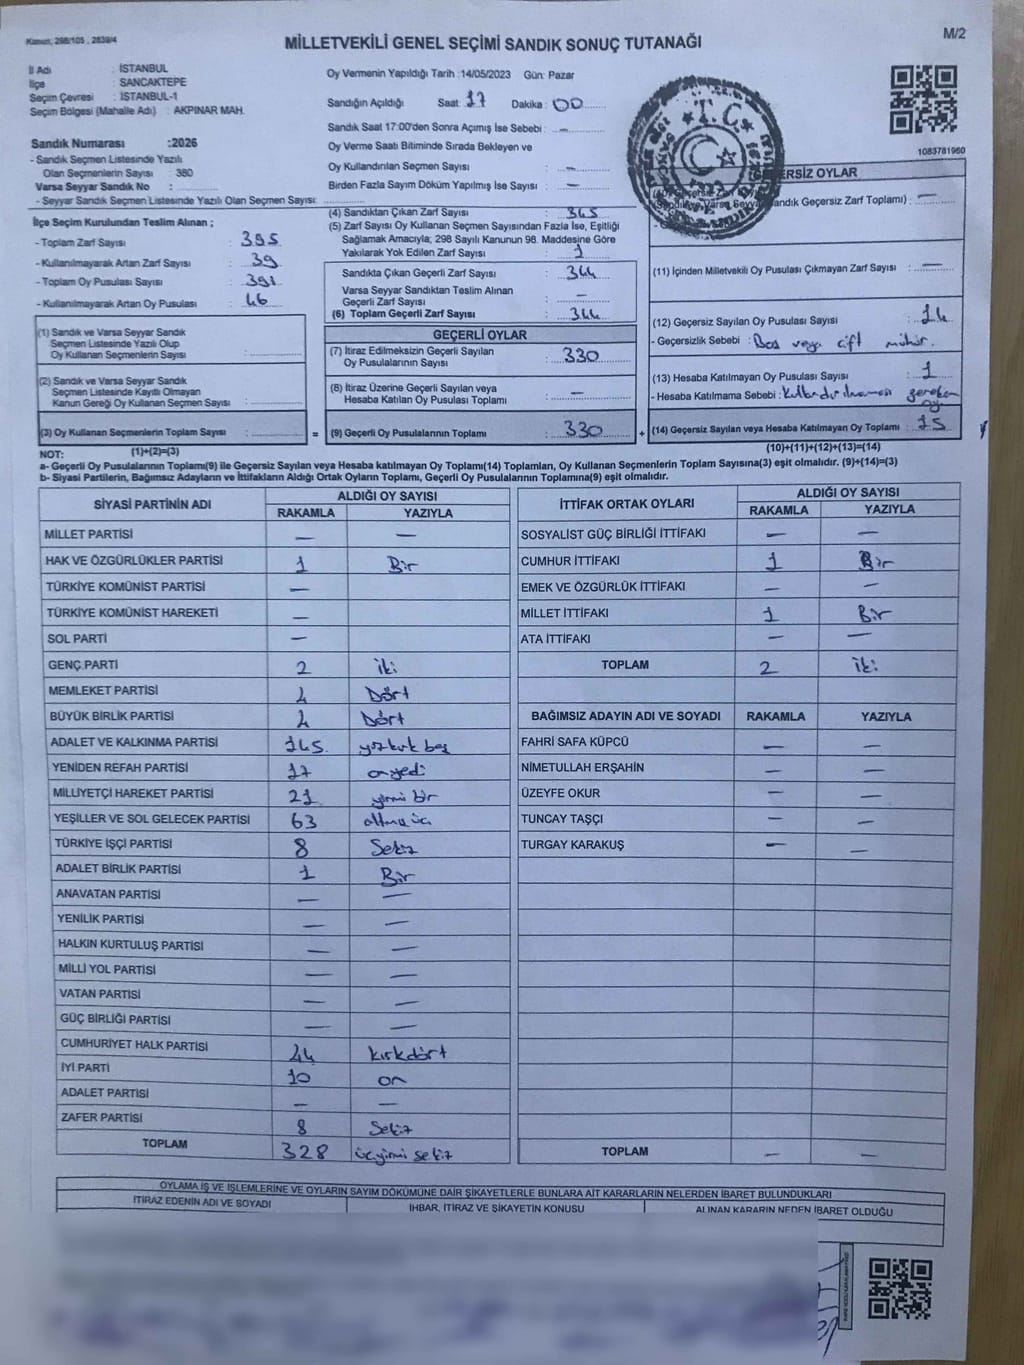 Kanun, 298/105 , 2839/4
MİLLETVEKİLİ GENEL SEÇİMİ SANDIK SONUÇ TUTANAĞI
M/2
İl Adı : İSTANBUL
İlçe : SANCAKTEPE
Seçim Çevresi : İSTANBUL-1
Seçim Bölgesi (Mahalle Adı) : AKPINAR MAH.
Sandık Numarası :2026
- Sandık Seçmen Listesinde Yazılı
Olan Seçmenlerin Sayısı : 380
Varsa Seyyar Sandık No :
- Seyyar Sandık Seçmen Listesinde Yazılı Olan Seçmen Sayısı:
İlçe Seçim Kurulundan Teslim Alınan ;
- Toplam Zarf Sayısı : 395
- Kullanılmayarak Artan Zarf Sayısı : 39
- Toplam Oy Pusulası Sayısı : 391
- Kullanılmayarak Artan Oy Pusulası : 46
(1) Sandık ve Varsa Seyyar Sandık
Seçmen Listesinde Yazılı Olup
Oy Kullanan Seçmenlerin Sayısı :
(2) Sandık ve Varsa Seyyar Sandık
Seçmen Listesinde Kayıtlı Olmayan
Kanun Gereği Oy Kullanan Seçmen Sayısı :
(3) Oy Kullanan Seçmenlerin Toplam Sayısı :
(1)+(2)=(3)
Oy Vermenin Yapıldığı Tarih :14/05/2023 Gün: Pazar
Sandığın Açıldığı Saat: 17 Dakika : 00
Sandık Saat 17:00'den Sonra Açımış İse Sebebi : —
Oy Verme Saati Bitiminde Sırada Bekleyen ve
Oy Kullandırılan Seçmen Sayısı : —
Birden Fazla Sayım Döküm Yapılmış İse Sayısı : —
(4) Sandıktan Çıkan Zarf Sayısı : 345
(5) Zarf Sayısı Oy Kullanan Seçmen Sayısından Fazla İse, Eşitliği
Sağlamak Amacıyla; 298 Sayılı Kanunun 98. Maddesine Göre
Yakılarak Yok Edilen Zarf Sayısı : 1
Sandıkta Çıkan Geçerli Zarf Sayısı : 344
Varsa Seyyar Sandıktan Teslim Alınan
Geçerli Zarf Sayısı : —
(6) Toplam Geçerli Zarf Sayısı : 344
GEÇERLİ OYLAR
(7) İtiraz Edilmeksizin Geçerli Sayılan
Oy Pusulalarının Sayısı : 330
(8) İtiraz Üzerine Geçerli Sayılan veya
Hesaba Katılan Oy Pusulası Toplamı : —
= (9) Geçerli Oy Pusulalarının Toplamı : 330 +
T.C.
1083781960
OYLAR
Sandık Geçersiz Zarf Toplamı) : —
(11) İçinden Milletvekili Oy Pusulası Çıkmayan Zarf Sayısı : —
(12) Geçersiz Sayılan Oy Pusulası Sayısı : 14
- Geçersizlik Sebebi : Boş veya çift mühür.
(13) Hesaba Katılmayan Oy Pusulası Sayısı : 1
- Hesaba Katılmama Sebebi : kullandırılmaması gereken
(14) Geçersiz Sayılan veya Hesaba Katılmayan Oy Toplamı : 15
(10)+(11)+(12)+(13)=(14)
NOT:
a- Geçerli Oy Pusulalarının Toplamı(9) ile Geçersiz Sayılan veya Hesaba katılmayan Oy Toplamı(14) Toplamları, Oy Kullanan Seçmenlerin Toplam Sayısına(3) eşit olmalıdır. (9)+(14)=(3)
b- Siyasi Partilerin, Bağımsız Adayların ve İttifakların Aldığı Ortak Oyların Toplamı, Geçerli Oy Pusulalarının Toplamına(9) eşit olmalıdır.
SİYASİ PARTİNİN ADI ALDIĞI OY SAYISI
RAKAMLA YAZIYLA
MİLLET PARTİSİ — —
HAK VE ÖZGÜRLÜKLER PARTİSİ 1 Bir
TÜRKİYE KOMÜNİST PARTİSİ —
TÜRKİYE KOMÜNİST HAREKETİ —
SOL PARTİ —
GENÇ PARTİ 2 iki
MEMLEKET PARTİSİ 4 Dört
BÜYÜK BİRLİK PARTİSİ 4 Dört
ADALET VE KALKINMA PARTİSİ 145 yüzkırk beş
YENİDEN REFAH PARTİSİ 17 onyedi
MİLLİYETÇİ HAREKET PARTİSİ 21 yirmi bir
YEŞİLLER VE SOL GELECEK PARTİSİ 63 altmış üç
TÜRKİYE İŞÇİ PARTİSİ 8 Sekiz
ADALET BİRLİK PARTİSİ 1 Bir
ANAVATAN PARTİSİ — —
YENİLİK PARTİSİ — —
HALKIN KURTULUŞ PARTİSİ — —
MİLLİ YOL PARTİSİ — —
VATAN PARTİSİ — —
GÜÇ BİRLİĞİ PARTİSİ — —
CUMHURİYET HALK PARTİSİ 44 kırkdört
İYİ PARTİ 10 on
ADALET PARTİSİ — —
ZAFER PARTİSİ 8 Sekiz
TOPLAM 328 üçyirmi sekiz
İTTİFAK ORTAK OYLARI ALDIĞI OY SAYISI
RAKAMLA YAZIYLA
SOSYALİST GÜÇ BİRLİĞİ İTTİFAKI — —
CUMHUR İTTİFAKI 1 Bir
EMEK VE ÖZGÜRLÜK İTTİFAKI — —
MİLLET İTTİFAKI 1 Bir
ATA İTTİFAKI — —
TOPLAM 2 iki
BAĞIMSIZ ADAYIN ADI VE SOYADI RAKAMLA YAZIYLA
FAHRİ SAFA KÜPCÜ — —
NİMETULLAH ERŞAHİN — —
ÜZEYFE OKUR — —
TUNCAY TAŞÇI — —
TURGAY KARAKUŞ — —
TOPLAM — —
OYLAMA İŞ VE İŞLEMLERİNE VE OYLARIN SAYIM DÖKÜMÜNE DAİR ŞİKAYETLERLE BUNLARA AİT KARARLARIN NELERDEN İBARET BULUNDUKLARI
İTİRAZ EDENİN ADI VE SOYADI İHBAR, İTİRAZ VE ŞİKAYETİN KONUSU ALINAN KARARIN NEDEN İBARET OLDUĞU